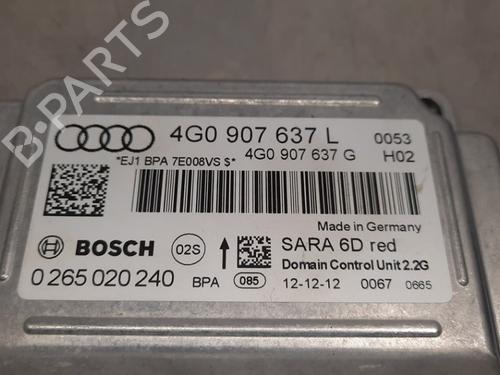 4G0 907 637 L 0053
*EJ1 BPA 7E008VS $* 4G0 907 637 G H02
Made in Germany
BOSCH 02S SARA 6D red
Domain Control Unit 2.2G
0 265 020 240 BPA 085 12-12-12 0067 0665
B-PARTS